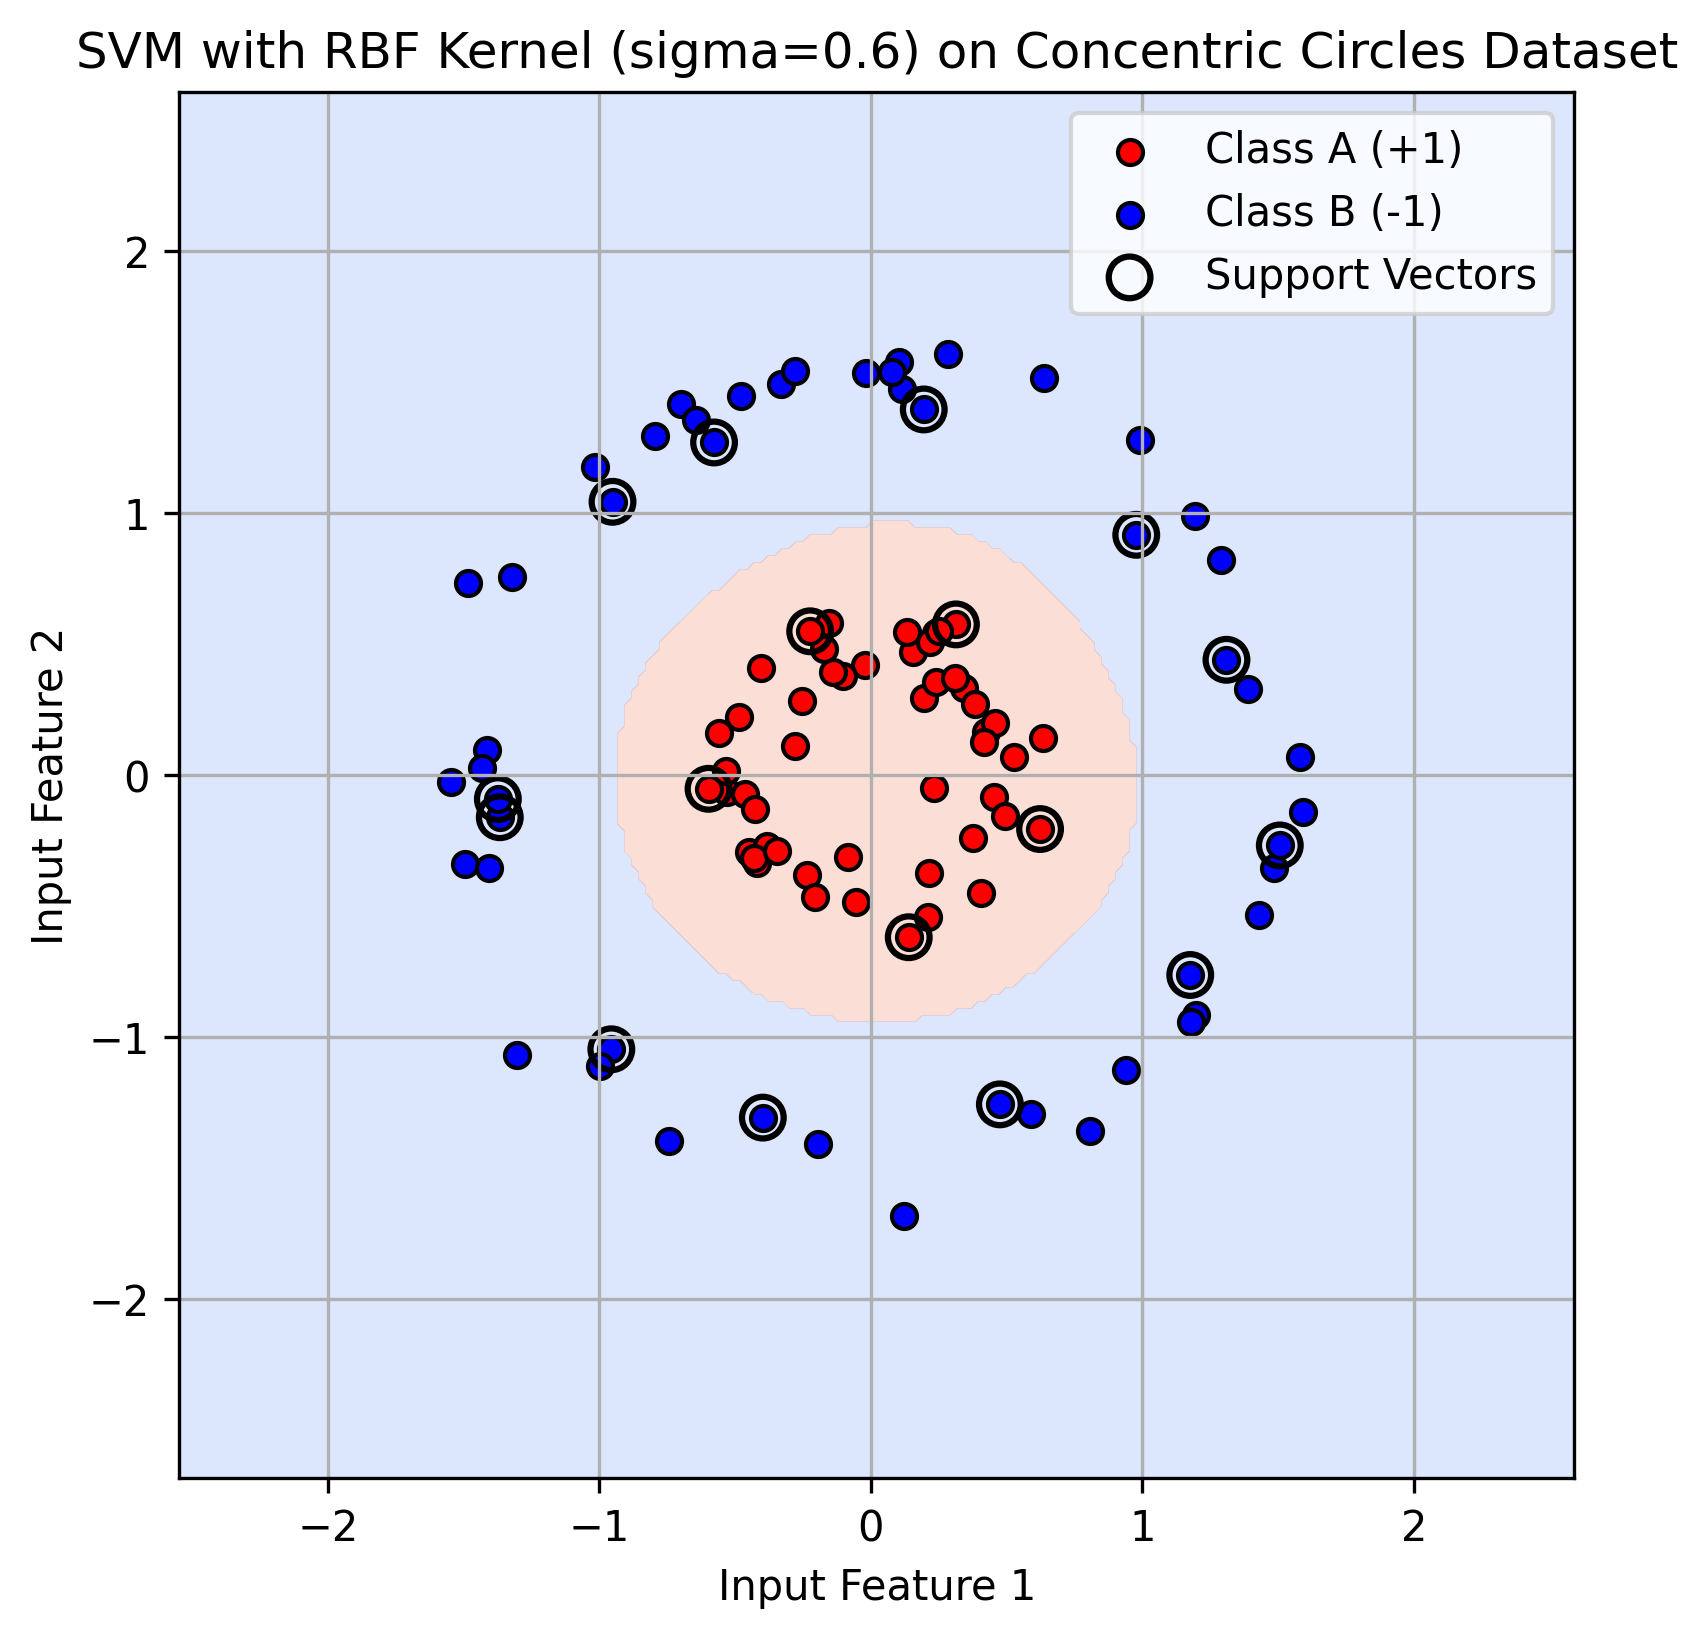 SVM with RBF Kernel (sigma=0.6) on Concentric Circles Dataset
Class A (+1)
Class B (-1)
Support Vectors
2
1
0
−1
−2
Input Feature 2
−2
−1
0
1
2
Input Feature 1